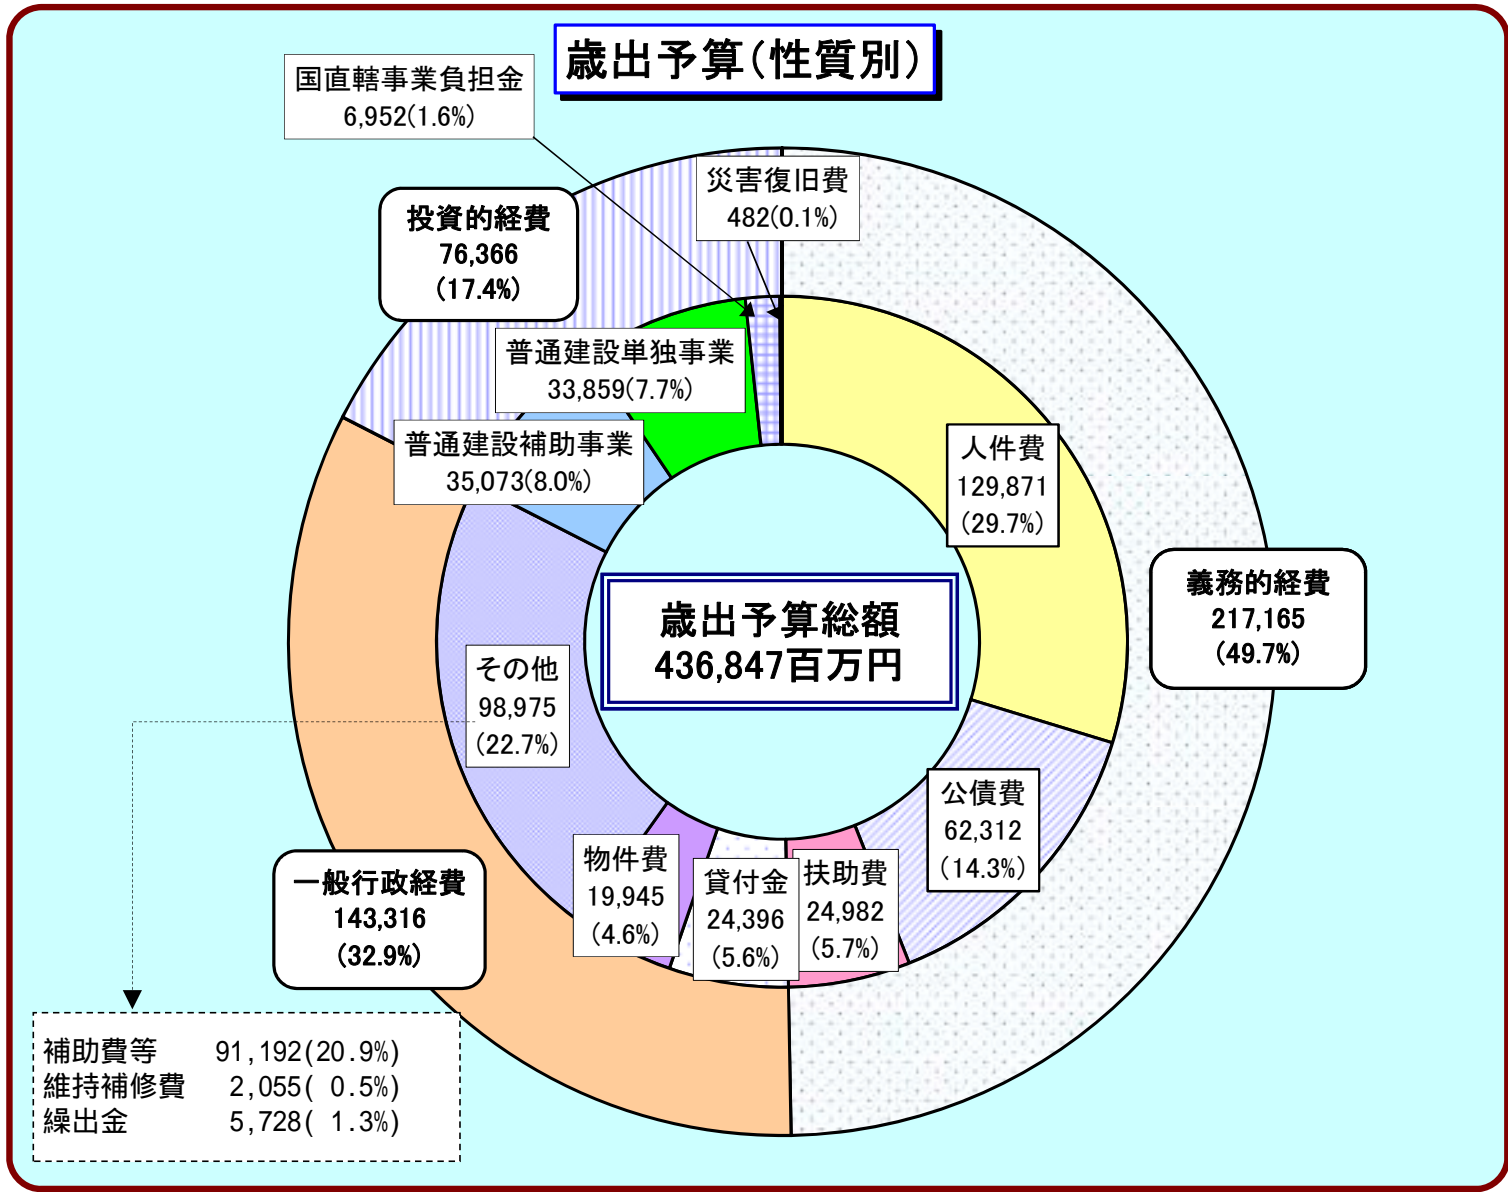 歳出予算(性質別)
国直轄事業負担金
6,952(1.6%)
災害復旧費
482(0.1%)
投資的経費
76,366
(17.4%)
普通建設単独事業
33,859(7.7%)
普通建設補助事業
35,073(8.0%)
人件費
129,871
(29.7%)
義務的経費
217,165
(49.7%)
歳出予算総額
436,847百万円
その他
98,975
(22.7%)
公債費
62,312
(14.3%)
物件費
19,945
(4.6%)
貸付金
24,396
(5.6%)
扶助費
24,982
(5.7%)
一般行政経費
143,316
(32.9%)
補助費等 91,192(20.9%)
維持補修費 2,055( 0.5%)
繰出金 5,728( 1.3%)